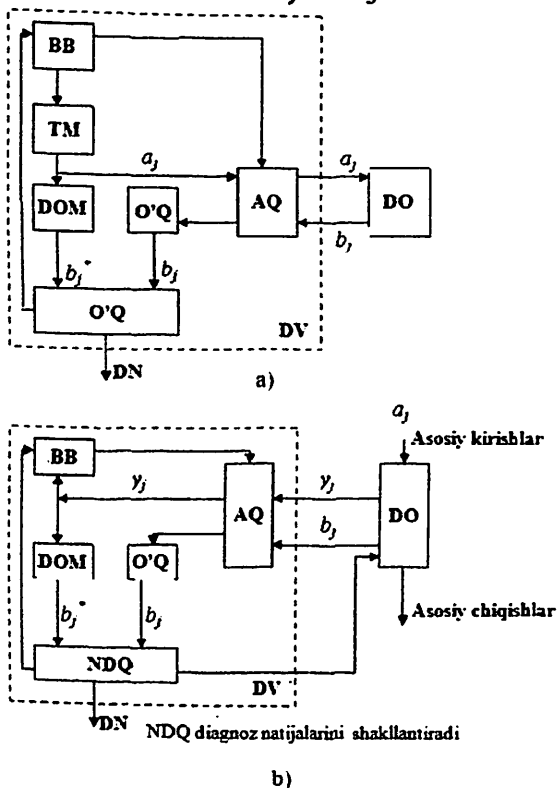 BB
TM
a_j
a_j
DOM
O'Q
AQ
DO
b_j
b_j*
b_j
O'Q
DV
DN
a)
a_j
Asosiy kirishlar
BB
y_j
y_j
AQ
DO
b_j
DOM
O'Q
b_j*
b_j
Asosiy chiqishlar
NDQ
DV
DN
NDQ diagnoz natijalarini shakllantiradi
b)